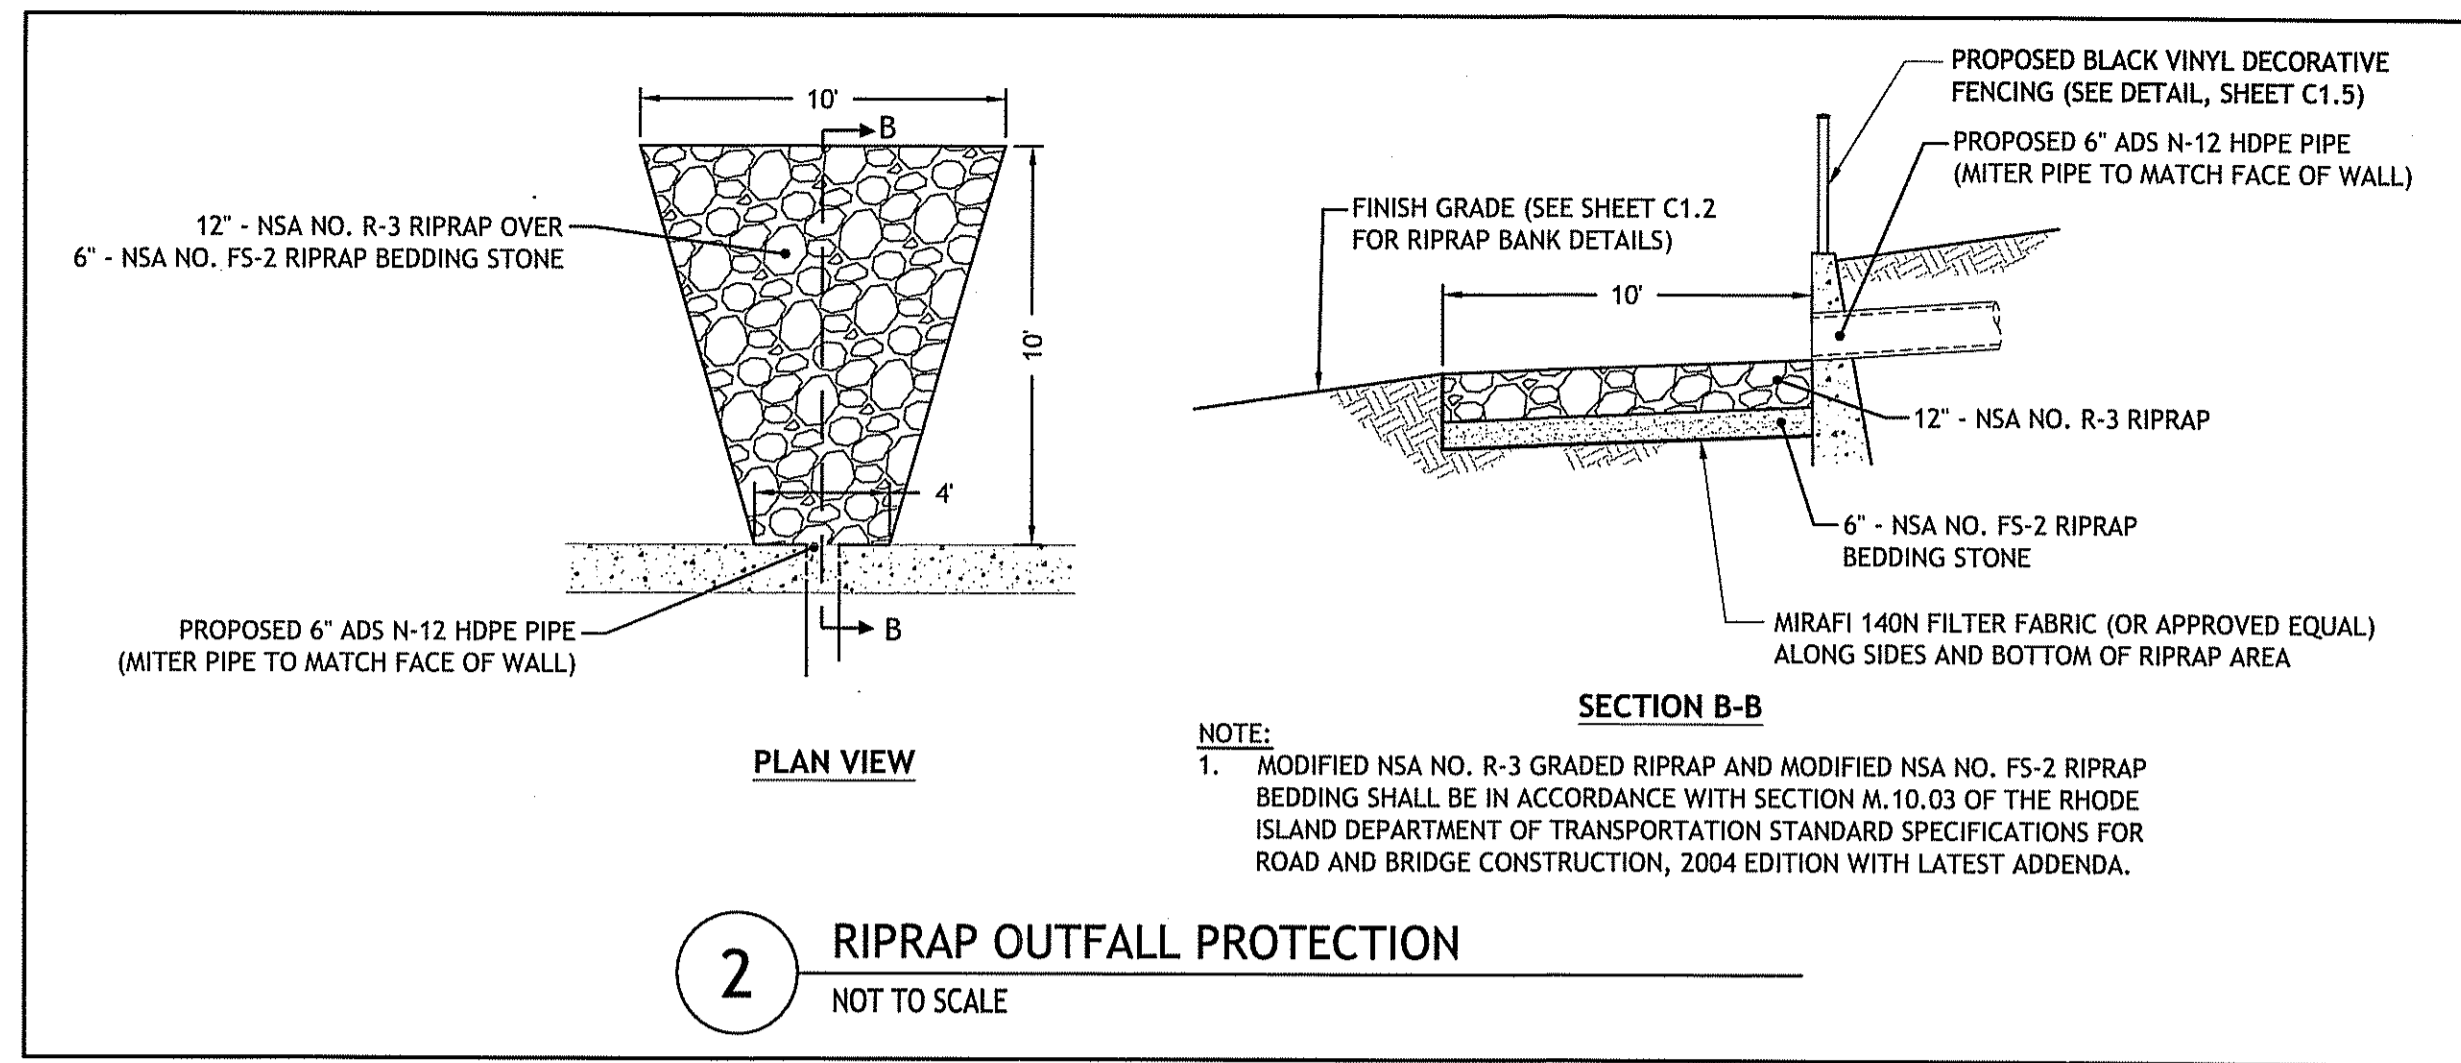 10'
B
12" - NSA NO. R-3 RIPRAP OVER
6" - NSA NO. FS-2 RIPRAP BEDDING STONE
10'
4'
PROPOSED 6" ADS N-12 HDPE PIPE
(MITER PIPE TO MATCH FACE OF WALL)
B
PLAN VIEW
PROPOSED BLACK VINYL DECORATIVE
FENCING (SEE DETAIL, SHEET C1.5)
PROPOSED 6" ADS N-12 HDPE PIPE
(MITER PIPE TO MATCH FACE OF WALL)
FINISH GRADE (SEE SHEET C1.2
FOR RIPRAP BANK DETAILS)
10'
12" - NSA NO. R-3 RIPRAP
6" - NSA NO. FS-2 RIPRAP
BEDDING STONE
MIRAFI 140N FILTER FABRIC (OR APPROVED EQUAL)
ALONG SIDES AND BOTTOM OF RIPRAP AREA
SECTION B-B
NOTE:
1. MODIFIED NSA NO. R-3 GRADED RIPRAP AND MODIFIED NSA NO. FS-2 RIPRAP
BEDDING SHALL BE IN ACCORDANCE WITH SECTION M.10.03 OF THE RHODE
ISLAND DEPARTMENT OF TRANSPORTATION STANDARD SPECIFICATIONS FOR
ROAD AND BRIDGE CONSTRUCTION, 2004 EDITION WITH LATEST ADDENDA.
2
RIPRAP OUTFALL PROTECTION
NOT TO SCALE